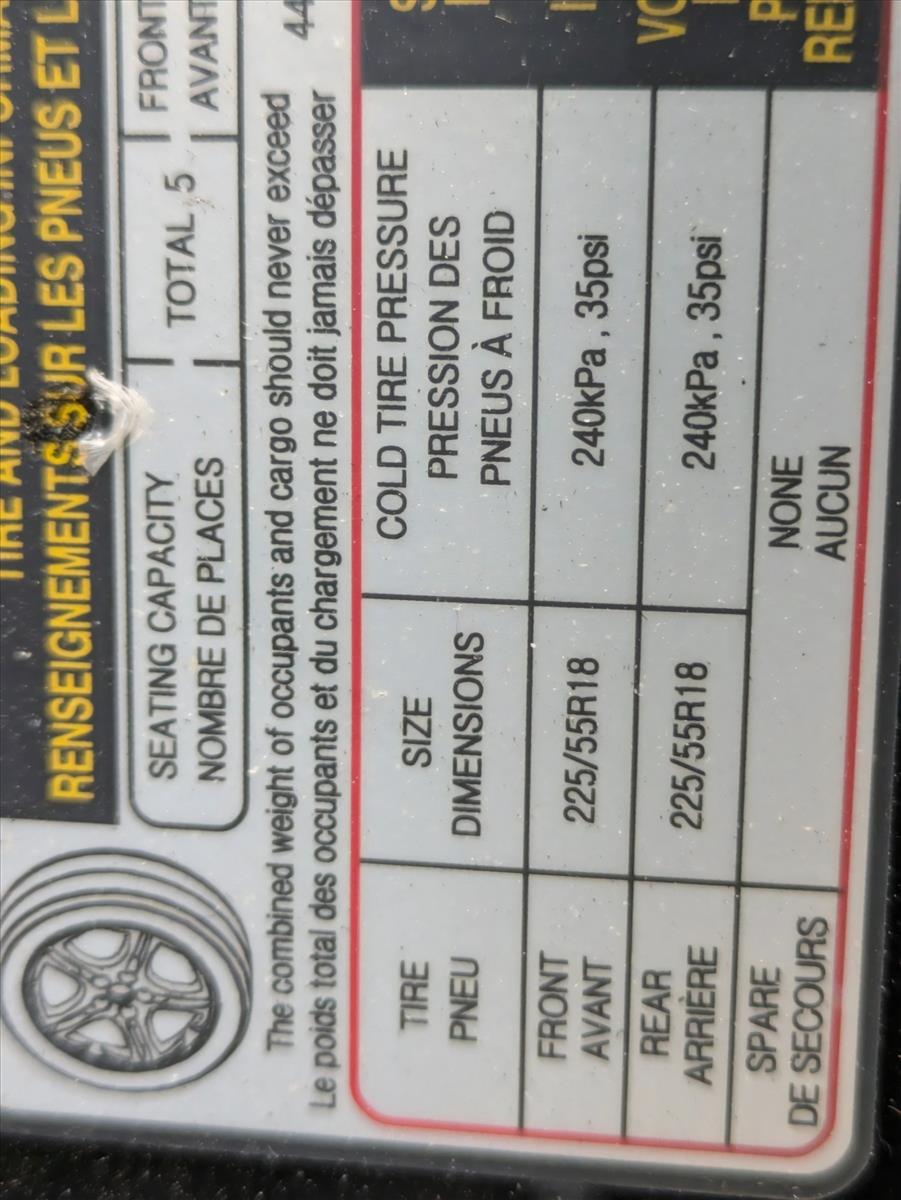 TIRE AND LOADING INFORMA
RENSEIGNEMENTS SUR LES PNEUS ET L
SEATING CAPACITY
NOMBRE DE PLACES
TOTAL 5
FRONT
AVANT
The combined weight of occupants and cargo should never exceed
Le poids total des occupants et du chargement ne doit jamais dépasser
44
TIRE
PNEU
SIZE
DIMENSIONS
COLD TIRE PRESSURE
PRESSION DES
PNEUS À FROID
FRONT
AVANT
225/55R18
240kPa , 35psi
REAR
ARRIÈRE
225/55R18
240kPa , 35psi
SPARE
DE SECOURS
NONE
AUCUN